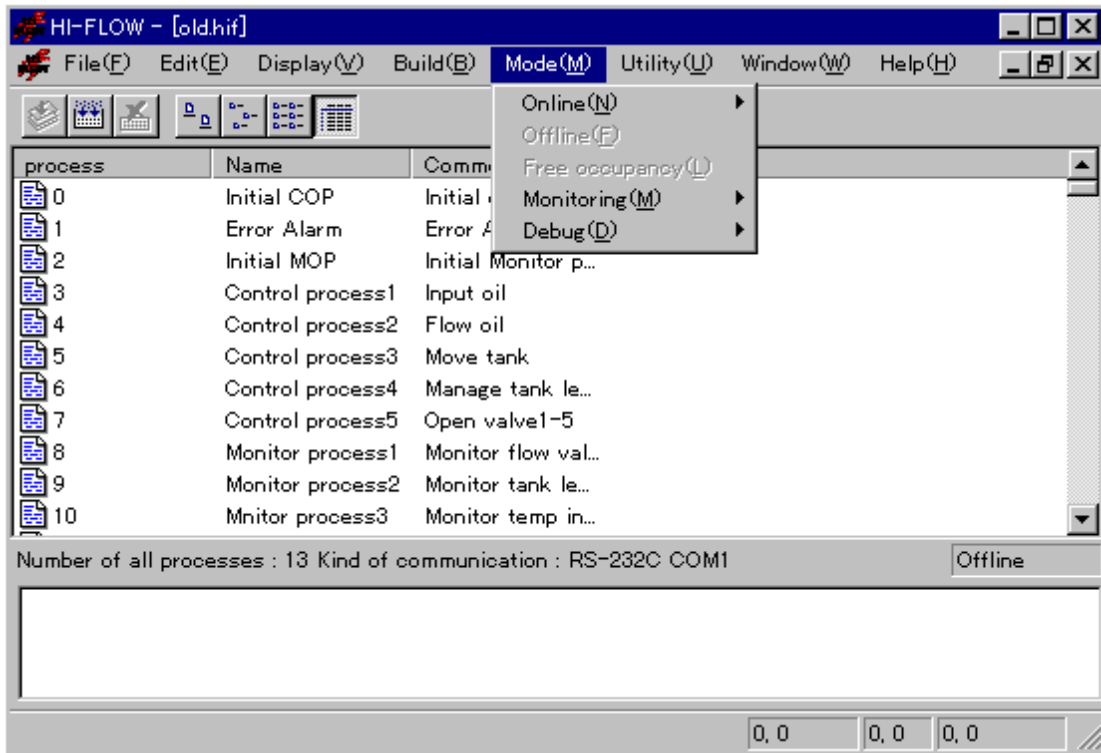 HI-FLOW - [old.hif]
File(F) Edit(E) Display(V) Build(B) Mode(M) Utility(U) Window(W) Help(H)
Online(N)
Offline(F)
Free occupancy(L)
Monitoring(M)
Debug(D)
process Name Comm
0 Initial COP Initial
1 Error Alarm Error A
2 Initial MOP Initial Monitor p...
3 Control process1 Input oil
4 Control process2 Flow oil
5 Control process3 Move tank
6 Control process4 Manage tank le...
7 Control process5 Open valve1-5
8 Monitor process1 Monitor flow val...
9 Monitor process2 Monitor tank le...
10 Mnitor process3 Monitor temp in...
Number of all processes : 13 Kind of communication : RS-232C COM1 Offline
0, 0 0, 0 0, 0